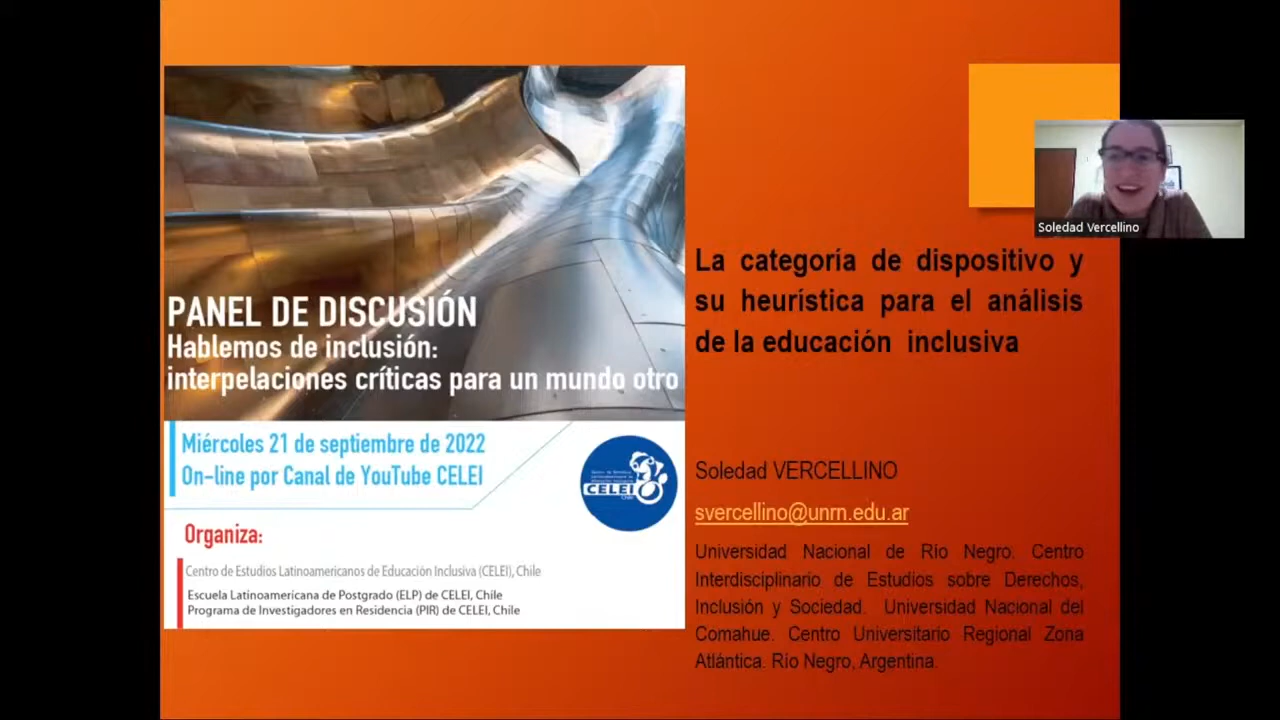 PANEL DE DISCUSIÓN
Hablemos de inclusión:
interpelaciones críticas para un mundo otro
Miércoles 21 de septiembre de 2022
On-line por Canal de YouTube CELEI
CELEI
Organiza:
Centro de Estudios Latinoamericanos de Educación Inclusiva (CELEI), Chile
Escuela Latinoamericana de Postgrado (ELP) de CELEI, Chile
Programa de Investigadores en Residencia (PIR) de CELEI, Chile
Soledad Vercellino
La categoría de dispositivo y
su heurística para el análisis
de la educación inclusiva
Soledad VERCELLINO
svercellino@unrn.edu.ar
Universidad Nacional de Río Negro. Centro
Interdisciplinario de Estudios sobre Derechos,
Inclusión y Sociedad. Universidad Nacional del
Comahue. Centro Universitario Regional Zona
Atlántica. Río Negro, Argentina.